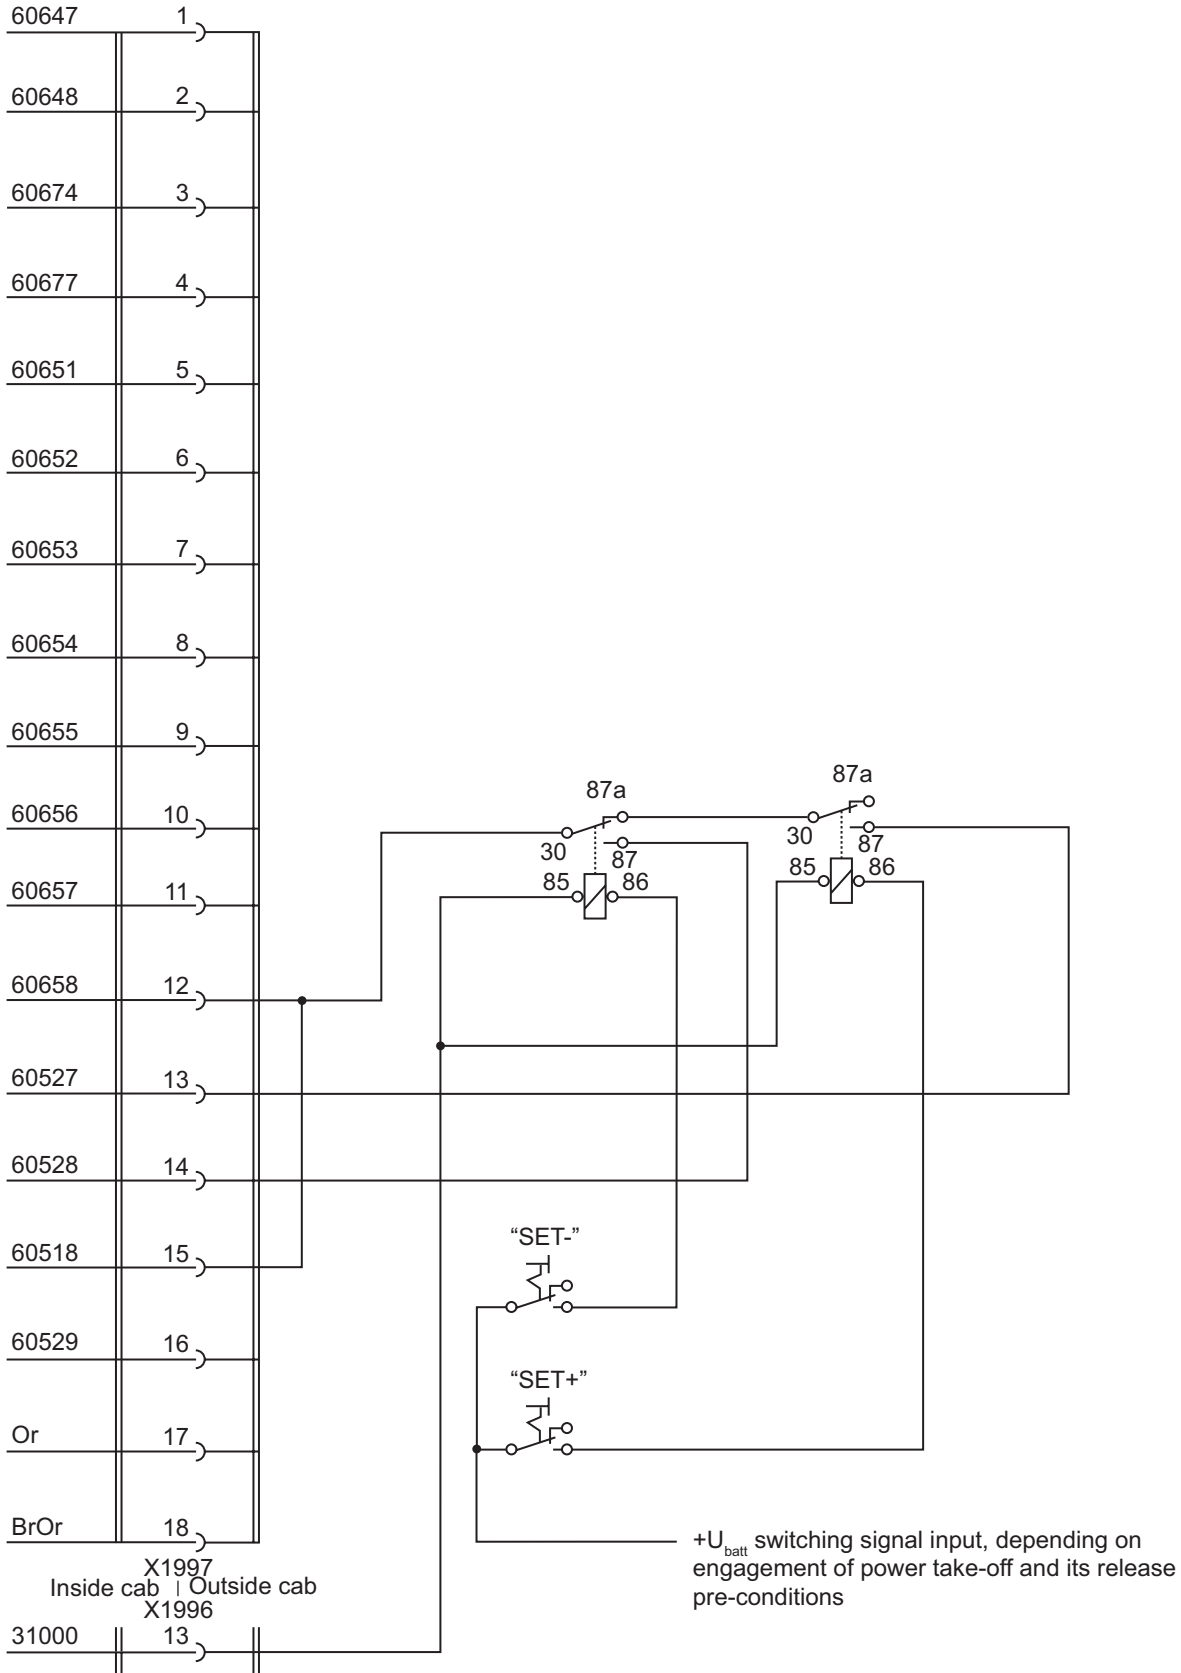 60647 1
60648 2
60674 3
60677 4
60651 5
60652 6
60653 7
60654 8
60655 9
87a
87a
60656 10
30
87
30
87
85
86
85
86
60657 11
60658 12
60527 13
60528 14
“SET-”
60518 15
60529 16
“SET+”
Or 17
BrOr 18
+Ubatt switching signal input, depending on
engagement of power take-off and its release
pre-conditions
X1997
Inside cab | Outside cab
X1996
31000 13